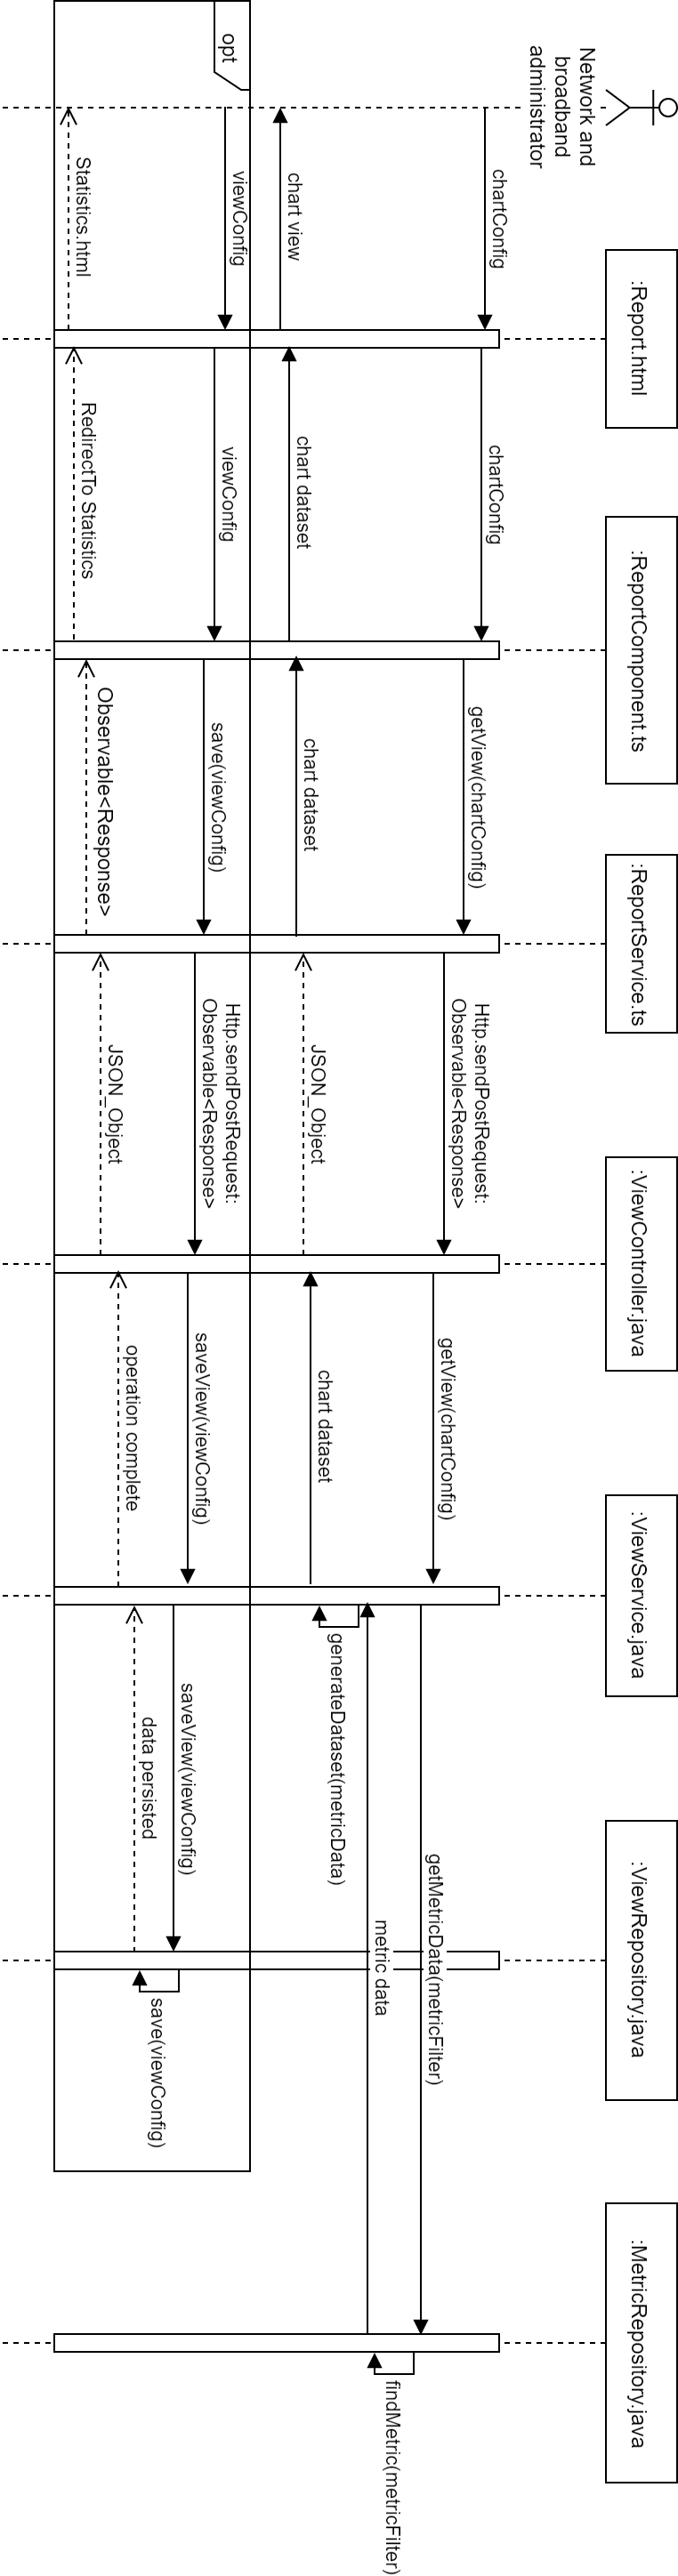 Network and
broadband
administrator
:Report.html
:ReportComponent.ts
:ReportService.ts
:ViewController.java
:ViewService.java
:ViewRepository.java
:MetricRepository.java
chartConfig
chartConfig
getView(chartConfig)
Http.sendPostRequest:
Observable<Response>
getView(chartConfig)
getMetricData(metricFilter)
findMetric(metricFilter)
metric data
generateDataset(metricData)
chart dataset
JSON_Object
chart dataset
chart dataset
chart view
opt
viewConfig
viewConfig
save(viewConfig)
Http.sendPostRequest:
Observable<Response>
saveView(viewConfig)
saveView(viewConfig)
save(viewConfig)
data persisted
operation complete
JSON_Object
Observable<Response>
RedirectTo Statistics
Statistics.html